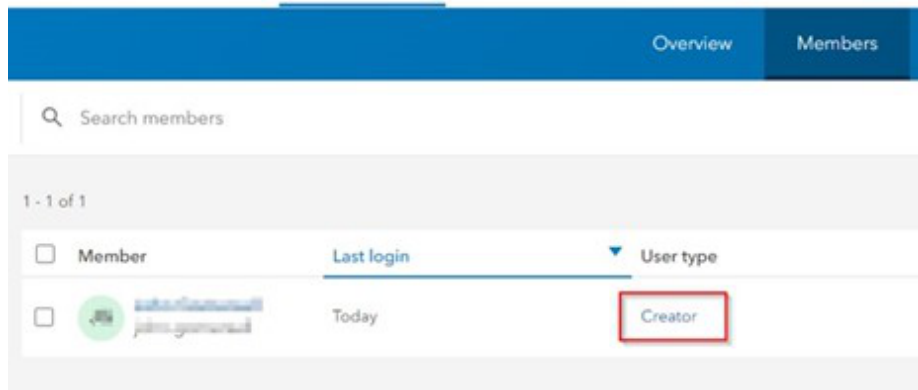 Overview Members
Search members
1 - 1 of 1
Member Last login User type
Today Creator